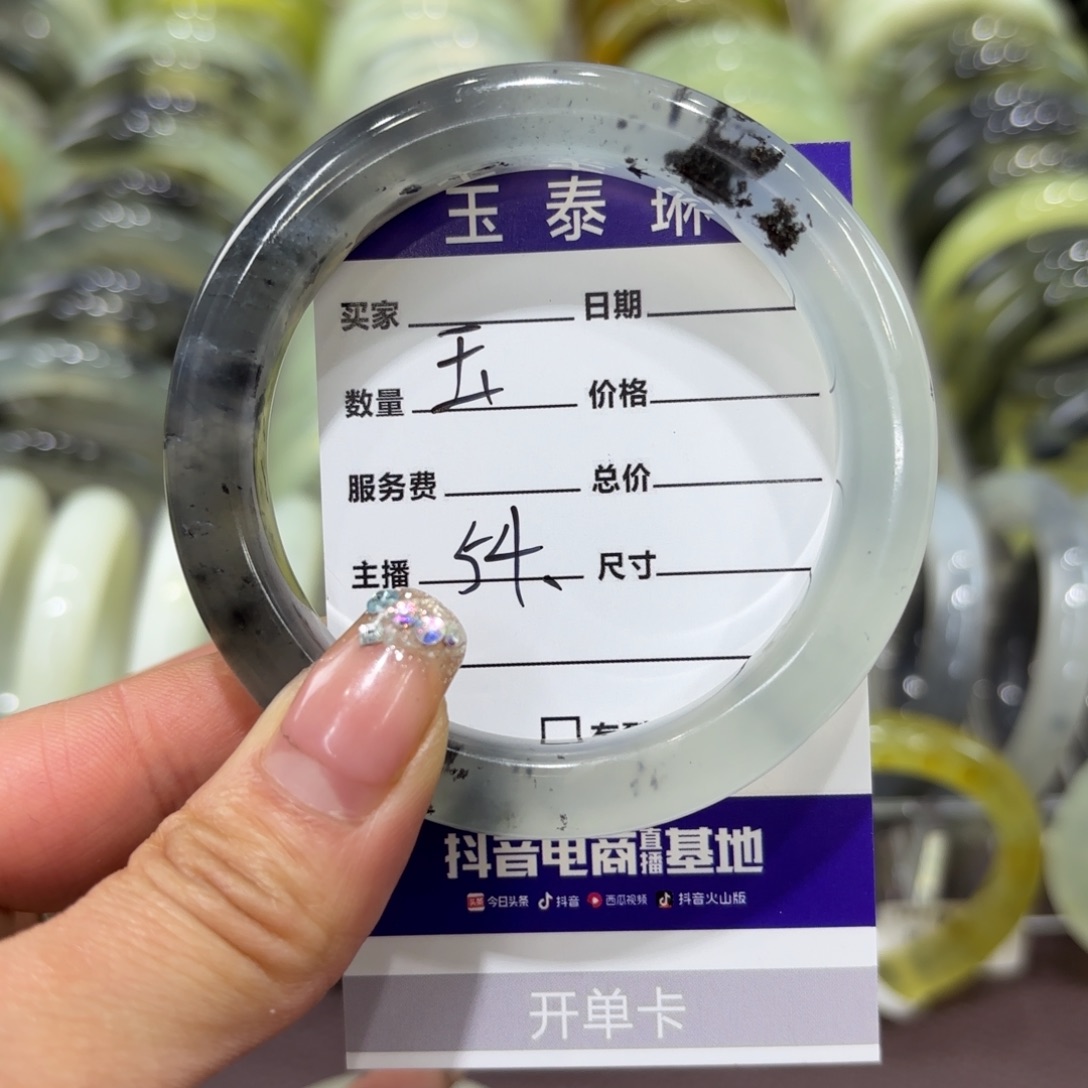 玉泰琳
买家 日期
数量 价格
服务费 总价
主播 54 尺寸
抖音电商直播基地
今日头条 抖音 西瓜视频 抖音火山版
开单卡